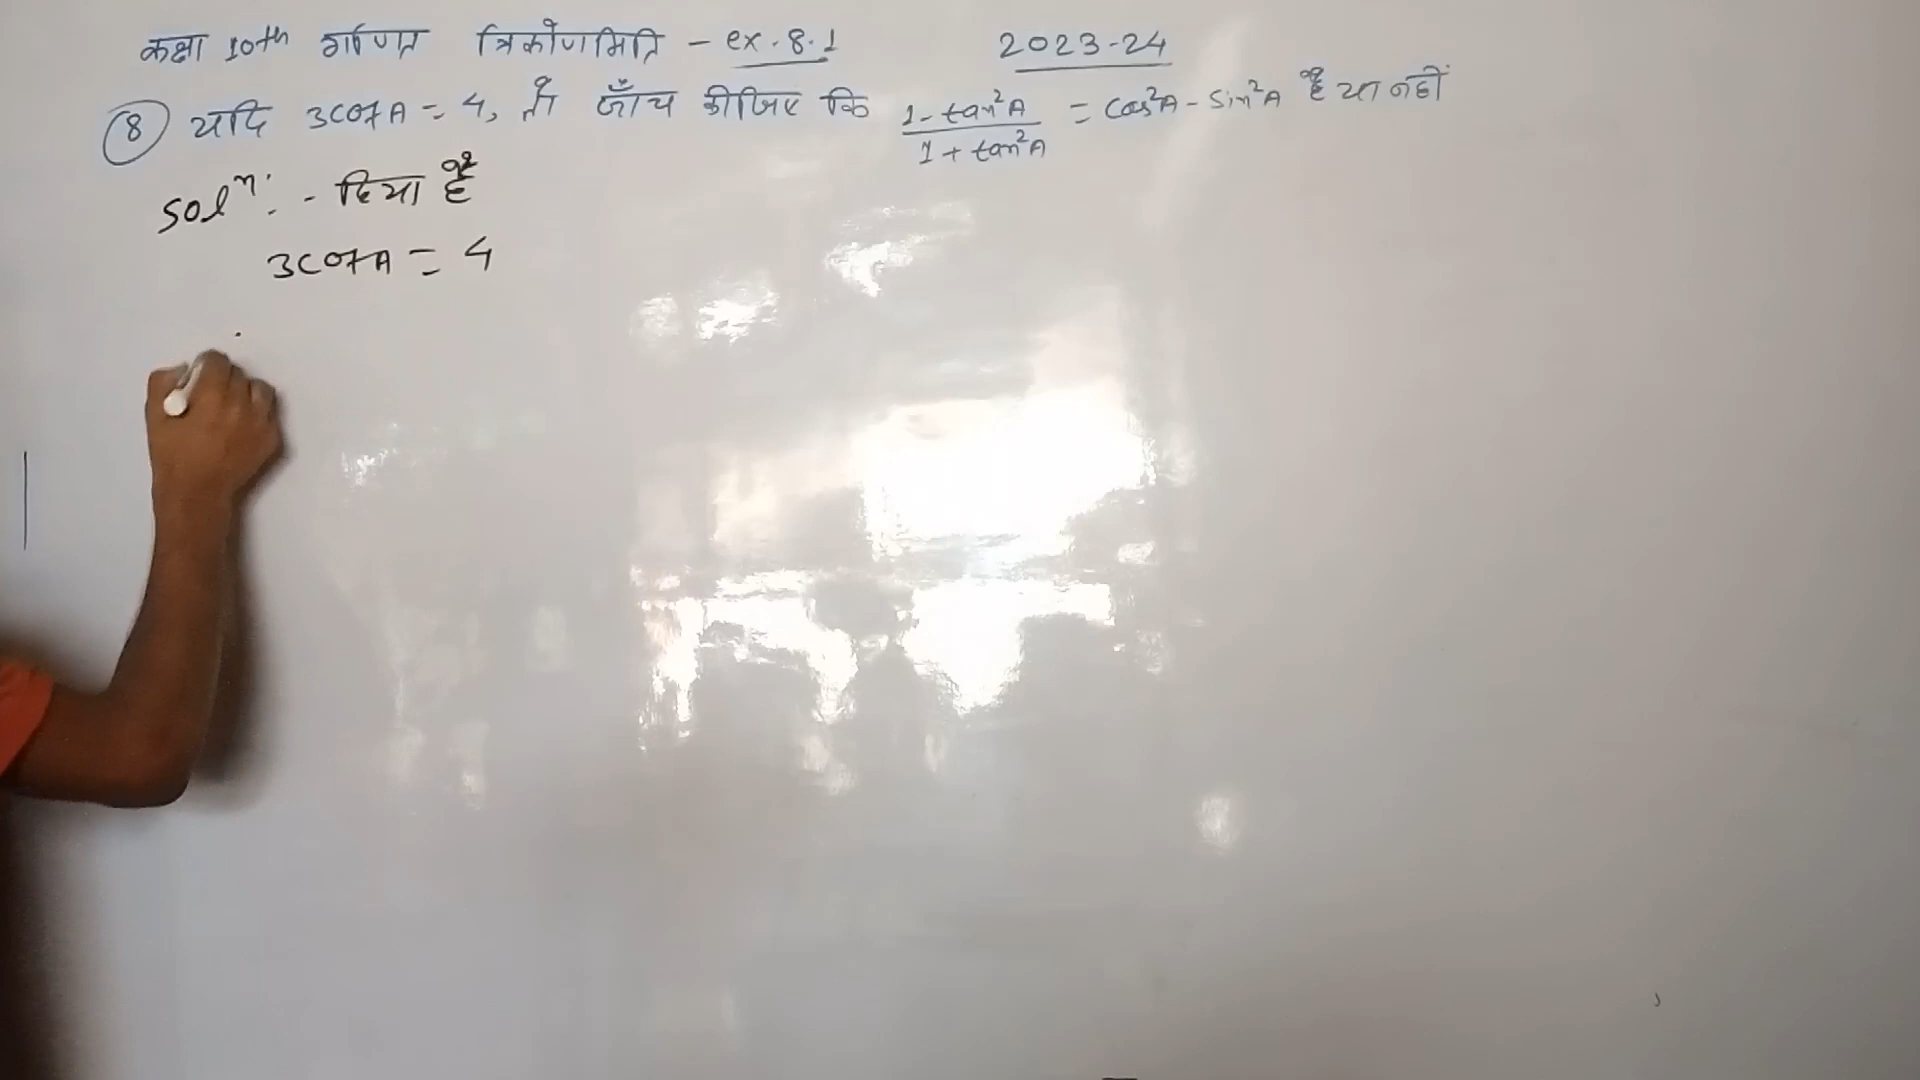 कक्षा 10th गणित त्रिकोणमिति - ex. 8.1 2023-24
⑧ यदि 3cotA = 4, तो जाँच कीजिए कि (1 - tan²A)/(1 + tan²A) = cos²A - sin²A है या नहीं
Solⁿ: - दिया है
3cotA = 4